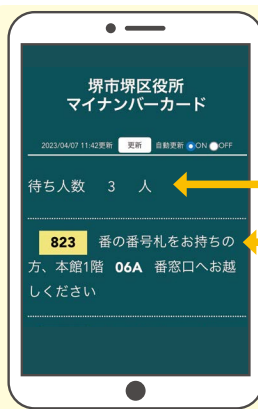 堺市堺区役所
マイナンバーカード
2023/04/07 11:42更新 更新 自動更新 ON OFF
待ち人数 3 人
823 番の番号札をお持ちの
方、本館1階 06A 番窓口へお越
しください